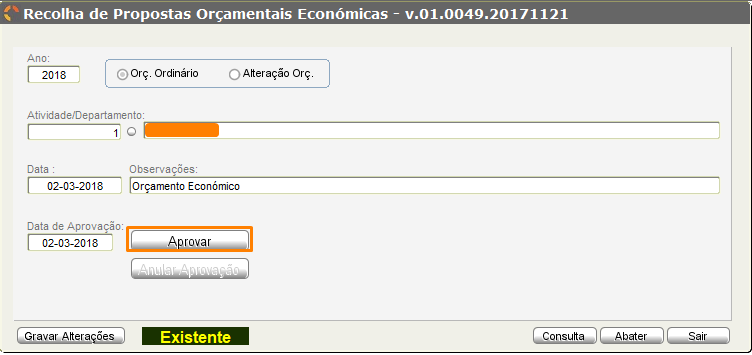 Recolha de Propostas Orçamentais Económicas - v.01.0049.20171121
Ano:
2018
Orç. Ordinário
Alteração Orç.
Atividade/Departamento:
1
Data :
Observações:
02-03-2018
Orçamento Económico
Data de Aprovação:
02-03-2018
Aprovar
Anular Aprovação
Gravar Alterações
Existente
Consulta
Abater
Sair